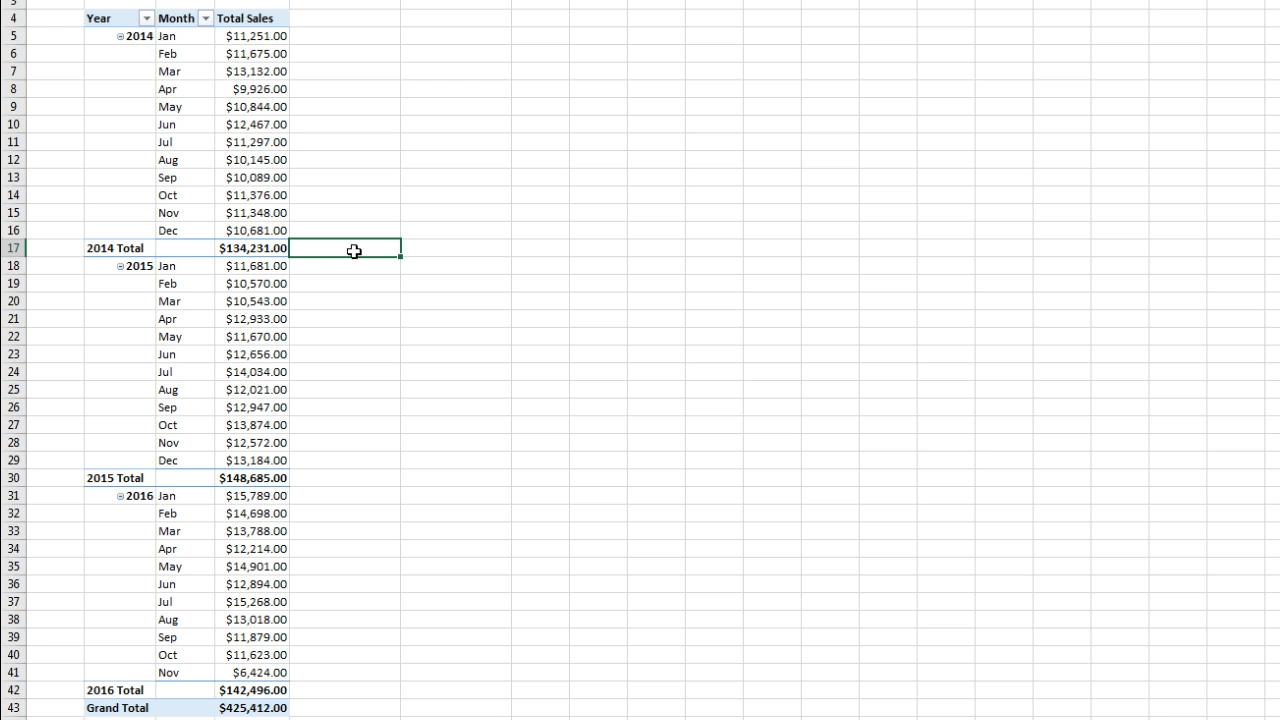 3
4 Year Month Total Sales
5 2014 Jan $11,251.00
6 Feb $11,675.00
7 Mar $13,132.00
8 Apr $9,926.00
9 May $10,844.00
10 Jun $12,467.00
11 Jul $11,297.00
12 Aug $10,145.00
13 Sep $10,089.00
14 Oct $11,376.00
15 Nov $11,348.00
16 Dec $10,681.00
17 2014 Total $134,231.00
18 2015 Jan $11,681.00
19 Feb $10,570.00
20 Mar $10,543.00
21 Apr $12,933.00
22 May $11,670.00
23 Jun $12,656.00
24 Jul $14,034.00
25 Aug $12,021.00
26 Sep $12,947.00
27 Oct $13,874.00
28 Nov $12,572.00
29 Dec $13,184.00
30 2015 Total $148,685.00
31 2016 Jan $15,789.00
32 Feb $14,698.00
33 Mar $13,788.00
34 Apr $12,214.00
35 May $14,901.00
36 Jun $12,894.00
37 Jul $15,268.00
38 Aug $13,018.00
39 Sep $11,879.00
40 Oct $11,623.00
41 Nov $6,424.00
42 2016 Total $142,496.00
43 Grand Total $425,412.00